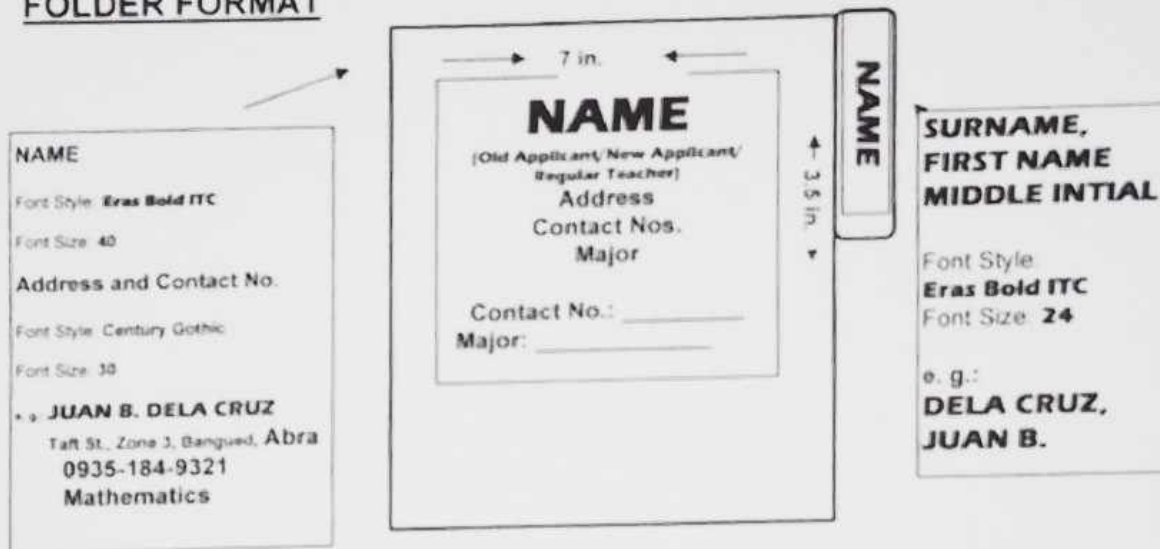 FOLDER FORMAT
NAME
Font Style: Eras Bold ITC
Font Size: 40
Address and Contact No.
Font Style: Century Gothic
Font Size: 30
e.g. JUAN B. DELA CRUZ
Taft St., Zone 3, Bangued, Abra
0935-184-9321
Mathematics
7 in.
NAME
(Old Applicant/New Applicant/
Regular Teacher)
Address
Contact Nos.
Major
Contact No.: ________
Major: ________
3.5 in.
NAME
SURNAME,
FIRST NAME
MIDDLE INTIAL
Font Style:
Eras Bold ITC
Font Size: 24
e. g.:
DELA CRUZ,
JUAN B.